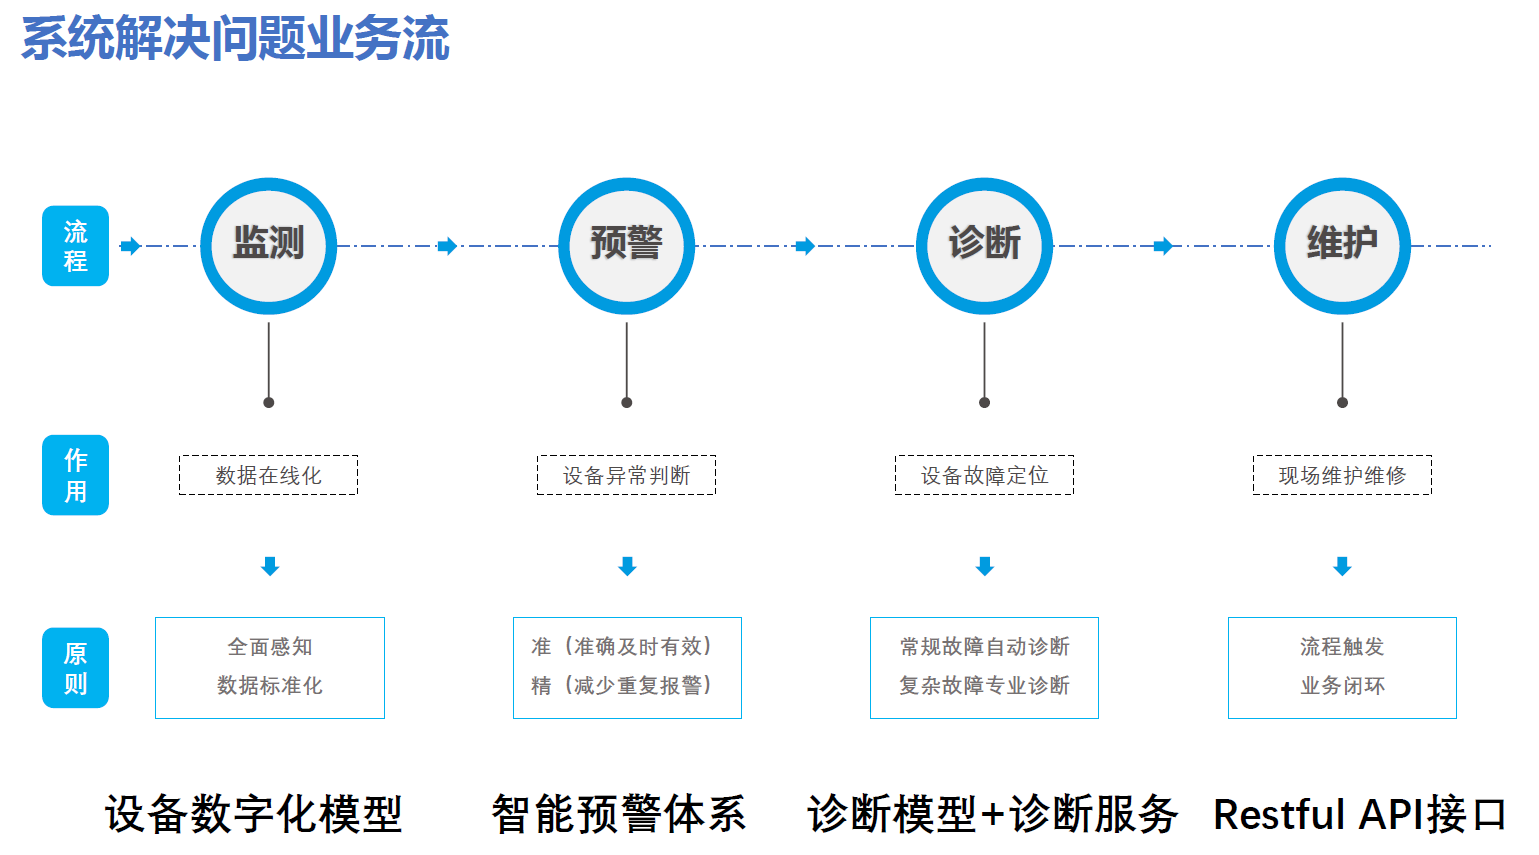 系统解决问题业务流
流程
监测
预警
诊断
维护
作用
数据在线化
设备异常判断
设备故障定位
现场维护维修
原则
全面感知
数据标准化
准（准确及时有效）
精（减少重复报警）
常规故障自动诊断
复杂故障专业诊断
流程触发
业务闭环
设备数字化模型
智能预警体系
诊断模型+诊断服务
Restful API接口